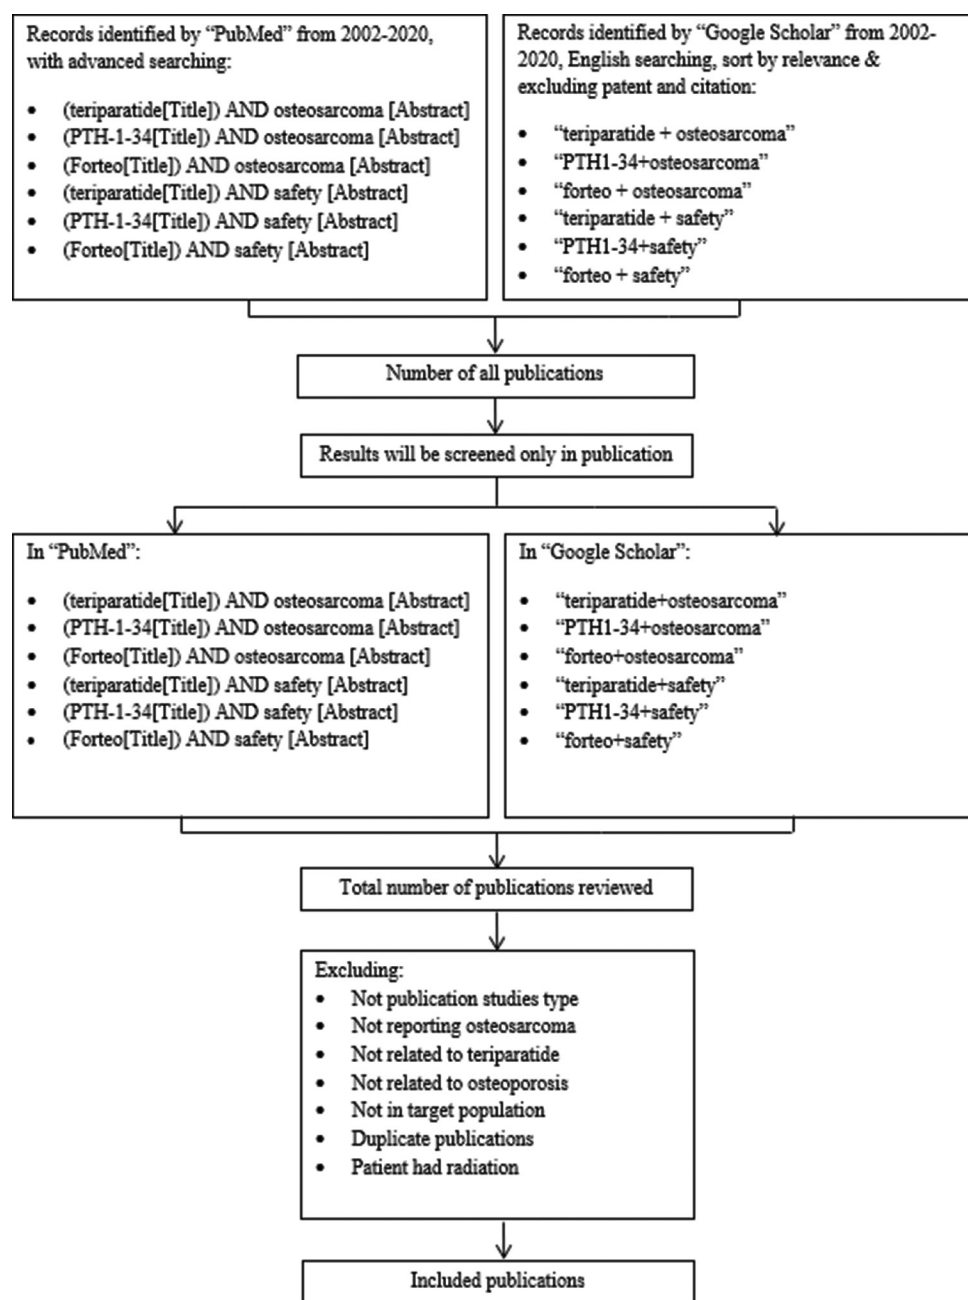 Records identified by “PubMed” from 2002-2020,
with advanced searching:
• (teriparatide[Title]) AND osteosarcoma [Abstract]
• (PTH-1-34[Title]) AND osteosarcoma [Abstract]
• (Forteo[Title]) AND osteosarcoma [Abstract]
• (teriparatide[Title]) AND safety [Abstract]
• (PTH-1-34[Title]) AND safety [Abstract]
• (Forteo[Title]) AND safety [Abstract]
Records identified by “Google Scholar” from 2002-
2020, English searching, sort by relevance &
excluding patent and citation:
• “teriparatide + osteosarcoma”
• “PTH1-34+osteosarcoma”
• “forteo + osteosarcoma”
• “teriparatide + safety”
• “PTH1-34+safety”
• “forteo + safety”
Number of all publications
Results will be screened only in publication
In “PubMed”:
• (teriparatide[Title]) AND osteosarcoma [Abstract]
• (PTH-1-34[Title]) AND osteosarcoma [Abstract]
• (Forteo[Title]) AND osteosarcoma [Abstract]
• (teriparatide[Title]) AND safety [Abstract]
• (PTH-1-34[Title]) AND safety [Abstract]
• (Forteo[Title]) AND safety [Abstract]
In “Google Scholar”:
• “teriparatide+osteosarcoma”
• “PTH1-34+osteosarcoma”
• “forteo+osteosarcoma”
• “teriparatide+safety”
• “PTH1-34+safety”
• “forteo+safety”
Total number of publications reviewed
Excluding:
• Not publication studies type
• Not reporting osteosarcoma
• Not related to teriparatide
• Not related to osteoporosis
• Not in target population
• Duplicate publications
• Patient had radiation
Included publications